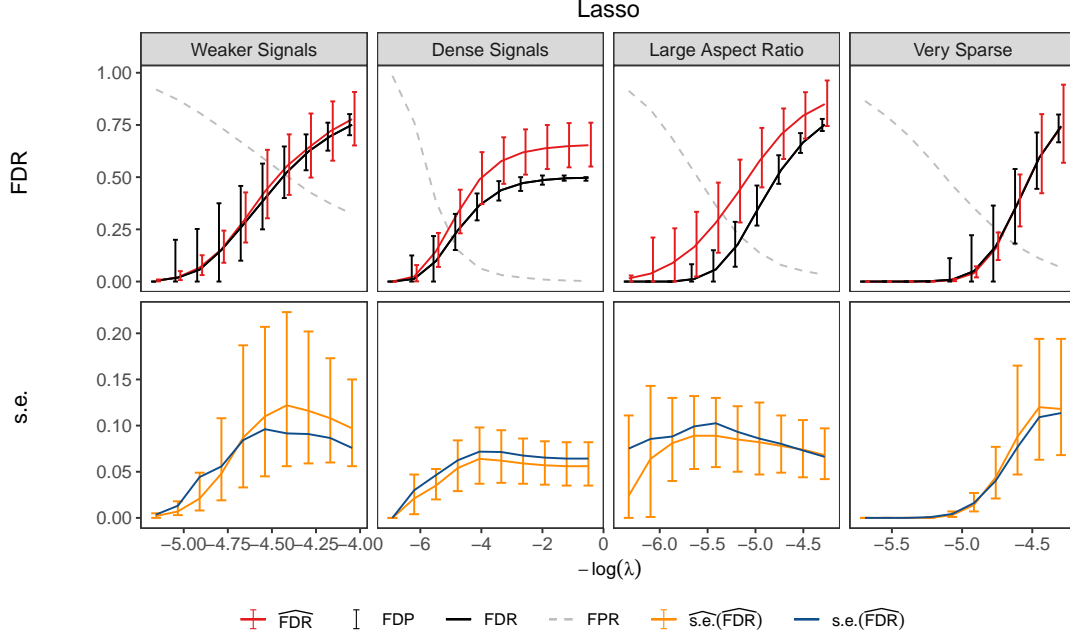 Lasso
Weaker Signals Dense Signals Large Aspect Ratio Very Sparse
FDR
1.00
0.75
0.50
0.25
0.00
s.e.
0.20
0.15
0.10
0.05
0.00
−5.00 −4.75 −4.50 −4.25 −4.00 −6 −4 −2 0 −6.0 −5.5 −5.0 −4.5 −5.5 −5.0 −4.5
−log(λ)
F̂D̂R̂ FDP FDR FPR ŝ.ê.(F̂D̂R̂) s.e.(F̂D̂R̂)